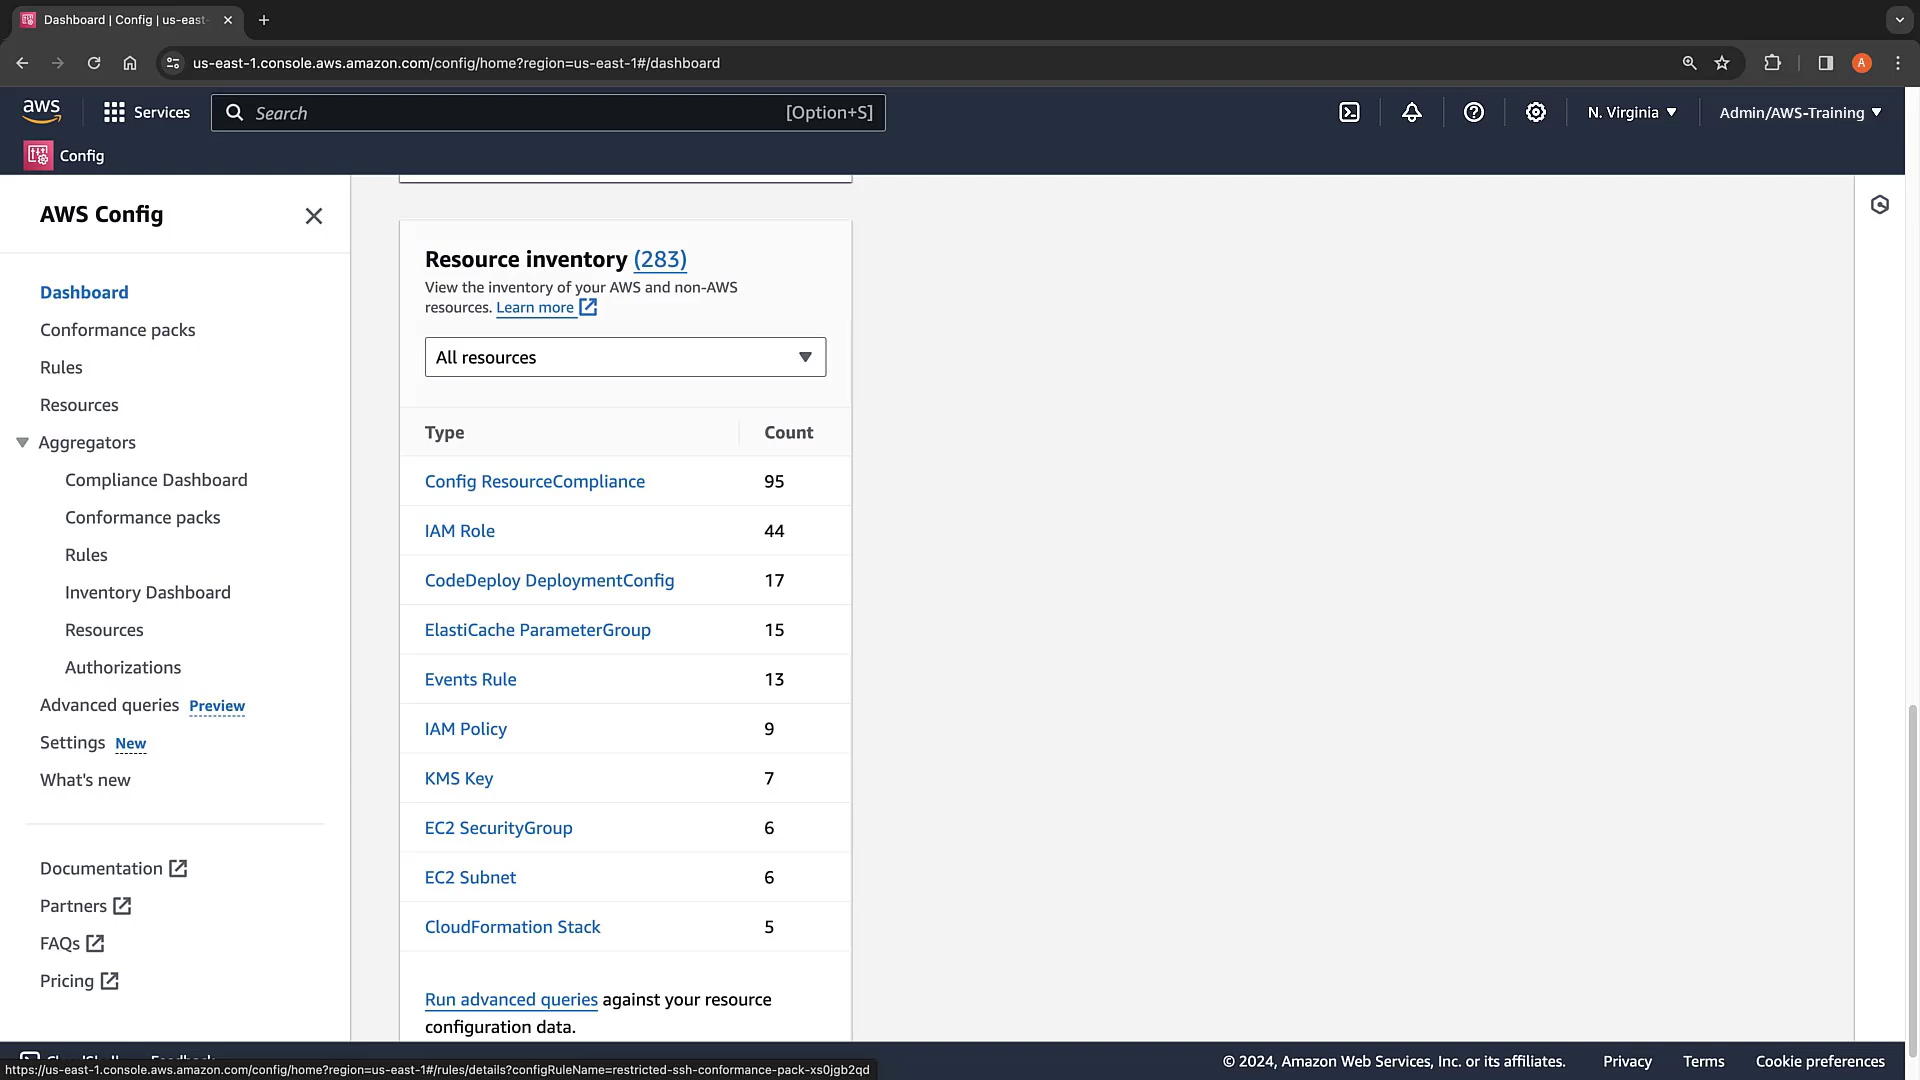 Dashboard | Config | us-east-
us-east-1.console.aws.amazon.com/config/home?region=us-east-1#/dashboard
A
aws
Services
Search
[Option+S]
N. Virginia
Admin/AWS-Training
Config
AWS Config
Dashboard
Conformance packs
Rules
Resources
Aggregators
Compliance Dashboard
Conformance packs
Rules
Inventory Dashboard
Resources
Authorizations
Advanced queries Preview
Settings New
What's new
Documentation
Partners
FAQs
Pricing
Resource inventory (283)
View the inventory of your AWS and non-AWS
resources. Learn more
All resources
Type Count
Config ResourceCompliance 95
IAM Role 44
CodeDeploy DeploymentConfig 17
ElastiCache ParameterGroup 15
Events Rule 13
IAM Policy 9
KMS Key 7
EC2 SecurityGroup 6
EC2 Subnet 6
CloudFormation Stack 5
Run advanced queries against your resource
configuration data.
CloudShell Feedback
© 2024, Amazon Web Services, Inc. or its affiliates. Privacy Terms Cookie preferences
https://us-east-1.console.aws.amazon.com/config/home?region=us-east-1#/rules/details?configRuleName=restricted-ssh-conformance-pack-xs0jgb2qd